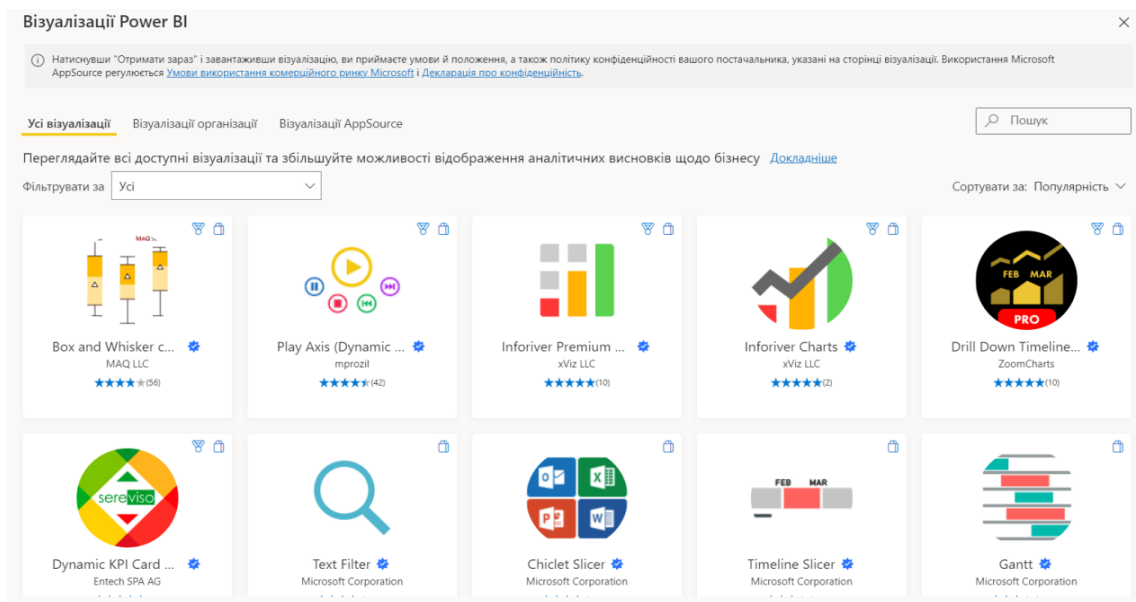 Візуалізації Power BI
Натиснувши "Отримати зараз" і завантаживши візуалізацію, ви приймаєте умови й положення, а також політику конфіденційності вашого постачальника, указані на сторінці візуалізації. Використання Microsoft
AppSource регулюється Умови використання комерційного ринку Microsoft і Декларація про конфіденційність.
Усі візуалізації Візуалізації організації Візуалізації AppSource
Пошук
Переглядайте всі доступні візуалізації та збільшуйте можливості відображення аналітичних висновків щодо бізнесу Докладніше
Фільтрувати за Усі
Сортувати за: Популярність
MAQ
FEB MAR
PRO
Box and Whisker c... Play Axis (Dynamic ... Inforiver Premium ... Inforiver Charts Drill Down Timeline...
MAQ LLC mprozil xViz LLC xViz LLC ZoomCharts
(56) (42) (10) (2) (10)
sereviso
FEB MAR
Dynamic KPI Card ... Text Filter Chiclet Slicer Timeline Slicer Gantt
Entech SPA AG Microsoft Corporation Microsoft Corporation Microsoft Corporation Microsoft Corporation